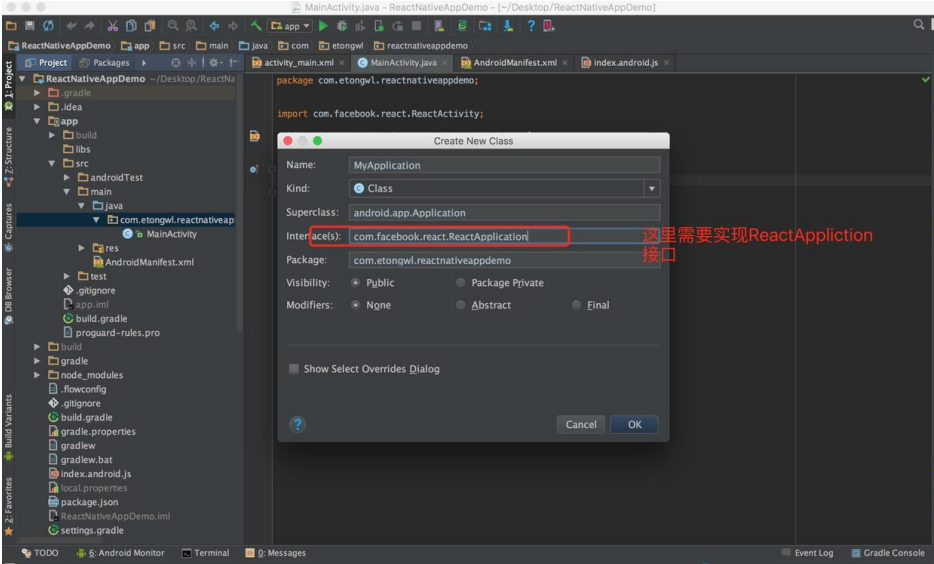 MainActivity.java - ReactNativeAppDemo - [~/Desktop/ReactNativeAppDemo]
app
ReactNativeAppDemo app src main java com etongwl reactnativeappdemo
Project Packages activity_main.xml MainActivity.java AndroidManifest.xml index.android.js
1: Project
Z: Structure
Captures
DB Browser
Build Variants
2: Favorites
ReactNativeAppDemo ~/Desktop/ReactNa
.gradle
.idea
app
build
libs
src
androidTest
main
java
com.etongwl.reactnativeap
MainActivity
res
AndroidManifest.xml
test
.gitignore
app.iml
build.gradle
proguard-rules.pro
build
gradle
node_modules
.flowconfig
.gitignore
build.gradle
gradle.properties
gradlew
gradlew.bat
index.android.js
local.properties
package.json
ReactNativeAppDemo.iml
settings.gradle
package com.etongwl.reactnativeappdemo;
import com.facebook.react.ReactActivity;
Create New Class
Name: MyApplication
Kind: Class
Superclass: android.app.Application
Interface(s): com.facebook.react.ReactApplication
这里需要实现ReactAppliction
接口
Package: com.etongwl.reactnativeappdemo
Visibility: Public Package Private
Modifiers: None Abstract Final
Show Select Overrides Dialog
? Cancel OK
TODO 6: Android Monitor Terminal 0: Messages Event Log Gradle Console